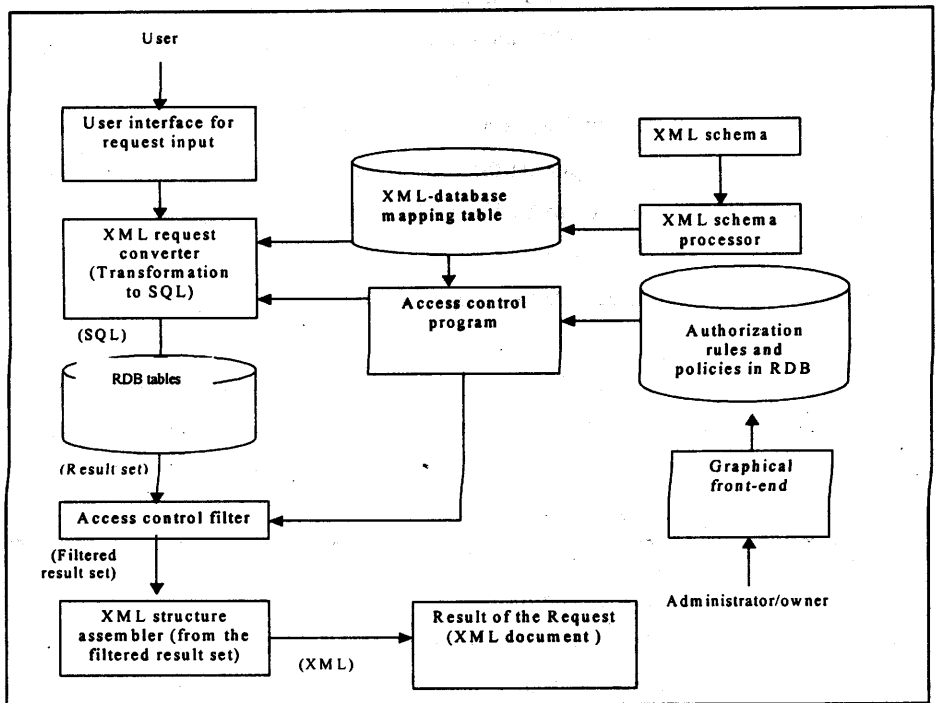 User
User interface for
request input
XML schema
XML-database
mapping table
XML request
converter
(Transformation
to SQL)
XML schema
processor
Access control
program
(SQL)
Authorization
rules and
policies in RDB
RDB tables
(Result set)
Graphical
front-end
Access control filter
(Filtered
result set)
Administrator/owner
XML structure
assembler (from the
filtered result set)
Result of the Request
(XML document )
(XML)